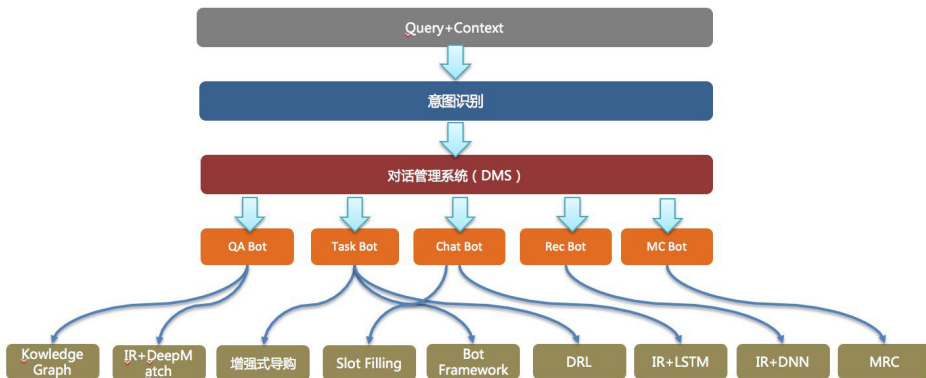 Query+Context
意图识别
对话管理系统（DMS）
QA Bot
Task Bot
Chat Bot
Rec Bot
MC Bot
Kowledge
Graph
IR+DeepM
atch
增强式导购
Slot Filling
Bot
Framework
DRL
IR+LSTM
IR+DNN
MRC